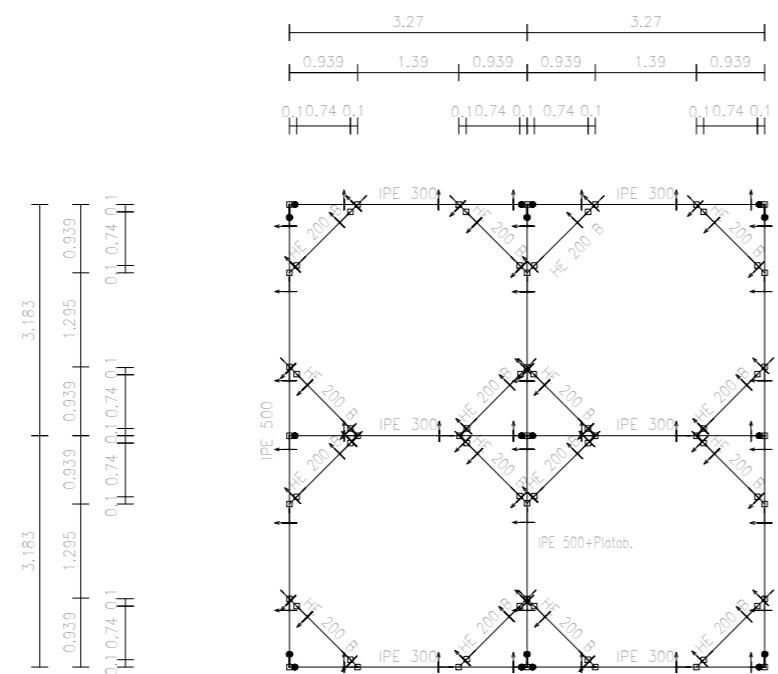 3.27 3.27
0.939 1.39 0.939 0.939 1.39 0.939
0.1 0.74 0.1 0.1 0.74 0.1 0.74 0.1 0.1 0.74 0.1
IPE 300 IPE 300
HE 200 B HE 200 B HE 200 B HE 200 B
3.183 0.939 1.295 0.939 0.1 0.74 0.1 0.1 0.74 0.1
HE 200 B HE 200 B HE 200 B HE 200 B
IPE 500 IPE 300 IPE 300
HE 200 B HE 200 B HE 200 B HE 200 B
3.183 0.939 1.295 0.939 0.74 0.1 0.1 0.74 0.1
IPE 500+Platab.
HE 200 B HE 200 B HE 200 B HE 200 B
IPE 300 IPE 300